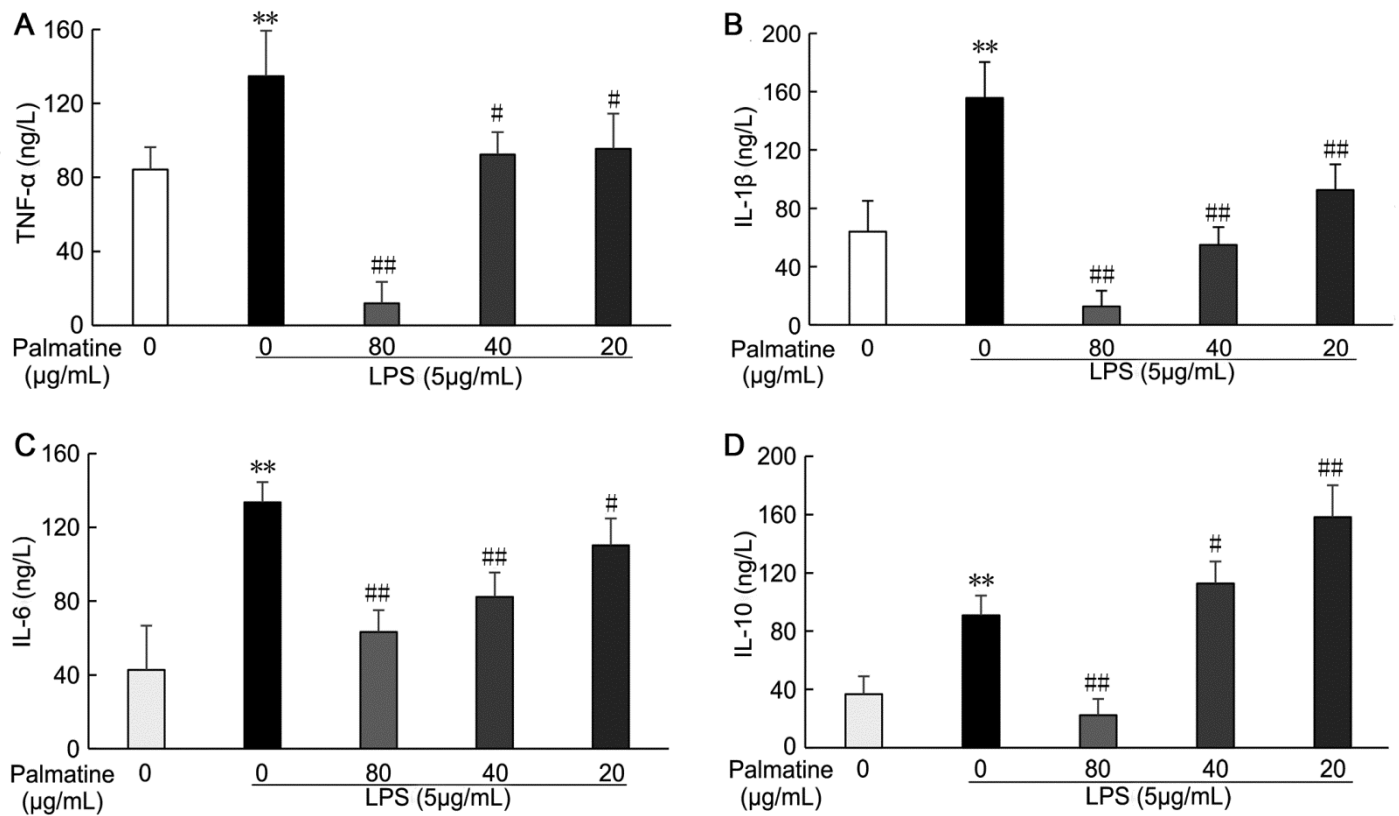 A
TNF-α (ng/L)
160
120
80
40
0
**
##
#
#
Palmatine 0 0 80 40 20
(μg/mL)
LPS (5μg/mL)
B
IL-1β (ng/L)
200
160
120
80
40
0
**
##
##
##
Palmatine 0 0 80 40 20
(μg/mL)
LPS (5μg/mL)
C
IL-6 (ng/L)
160
120
80
40
0
**
##
##
#
Palmatine 0 0 80 40 20
(μg/mL)
LPS (5μg/mL)
D
IL-10 (ng/L)
200
160
120
80
40
0
**
##
#
##
Palmatine 0 0 80 40 20
(μg/mL)
LPS (5μg/mL)